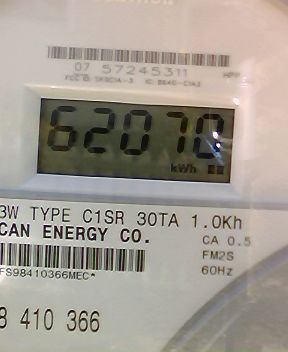 07 57245311
62070
kWh
3W TYPE C1SR 30TA 1.0Kh
CAN ENERGY CO.
CA 0.5
FM2S
60Hz
FS98410366MEC*
8 410 366